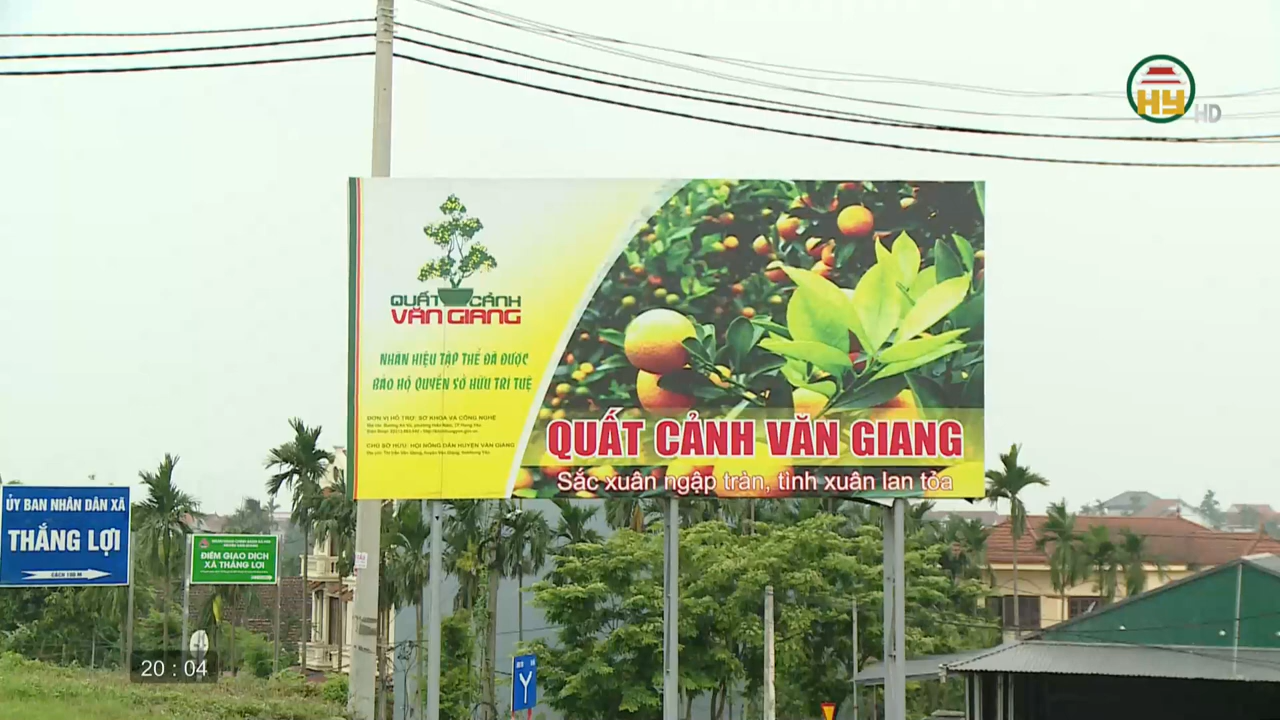 HY HD
QUẤT CẢNH
VĂN GIANG
NHÃN HIỆU TẬP THỂ ĐÃ ĐƯỢC
BẢO HỘ QUYỀN SỞ HỮU TRÍ TUỆ
ĐƠN VỊ HỖ TRỢ: SỞ KHOA VÀ CÔNG NGHỆ
CHỦ SỞ HỮU: HỘI NÔNG DÂN HUYỆN VĂN GIANG
QUẤT CẢNH VĂN GIANG
Sắc xuân ngập tràn, tình xuân lan tỏa
ỦY BAN NHÂN DÂN XÃ
THẮNG LỢI
CÁCH 100 M
ĐIỂM GIAO DỊCH
XÃ THẮNG LỢI
20 : 04